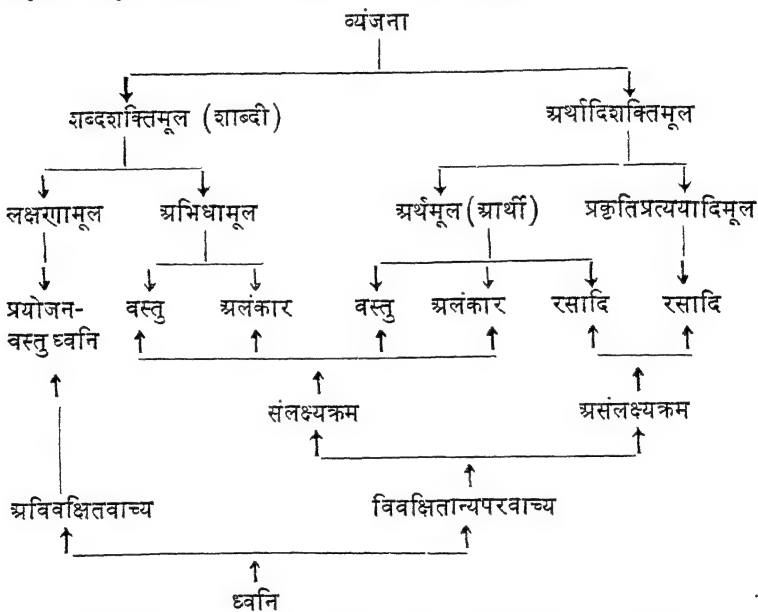 व्यंजना
शब्दशक्तिमूल (शाब्दी) अर्थादिशक्तिमूल
लक्षणामूल अभिधामूल अर्थमूल (आर्थी) प्रकृतिप्रत्ययादिमूल
प्रयोजन- वस्तु अलंकार वस्तु अलंकार रसादि रसादि
वस्तु ध्वनि
संलक्ष्यक्रम असंलक्ष्यक्रम
अविवक्षितवाच्य विवक्षितान्यपरवाच्य
ध्वनि